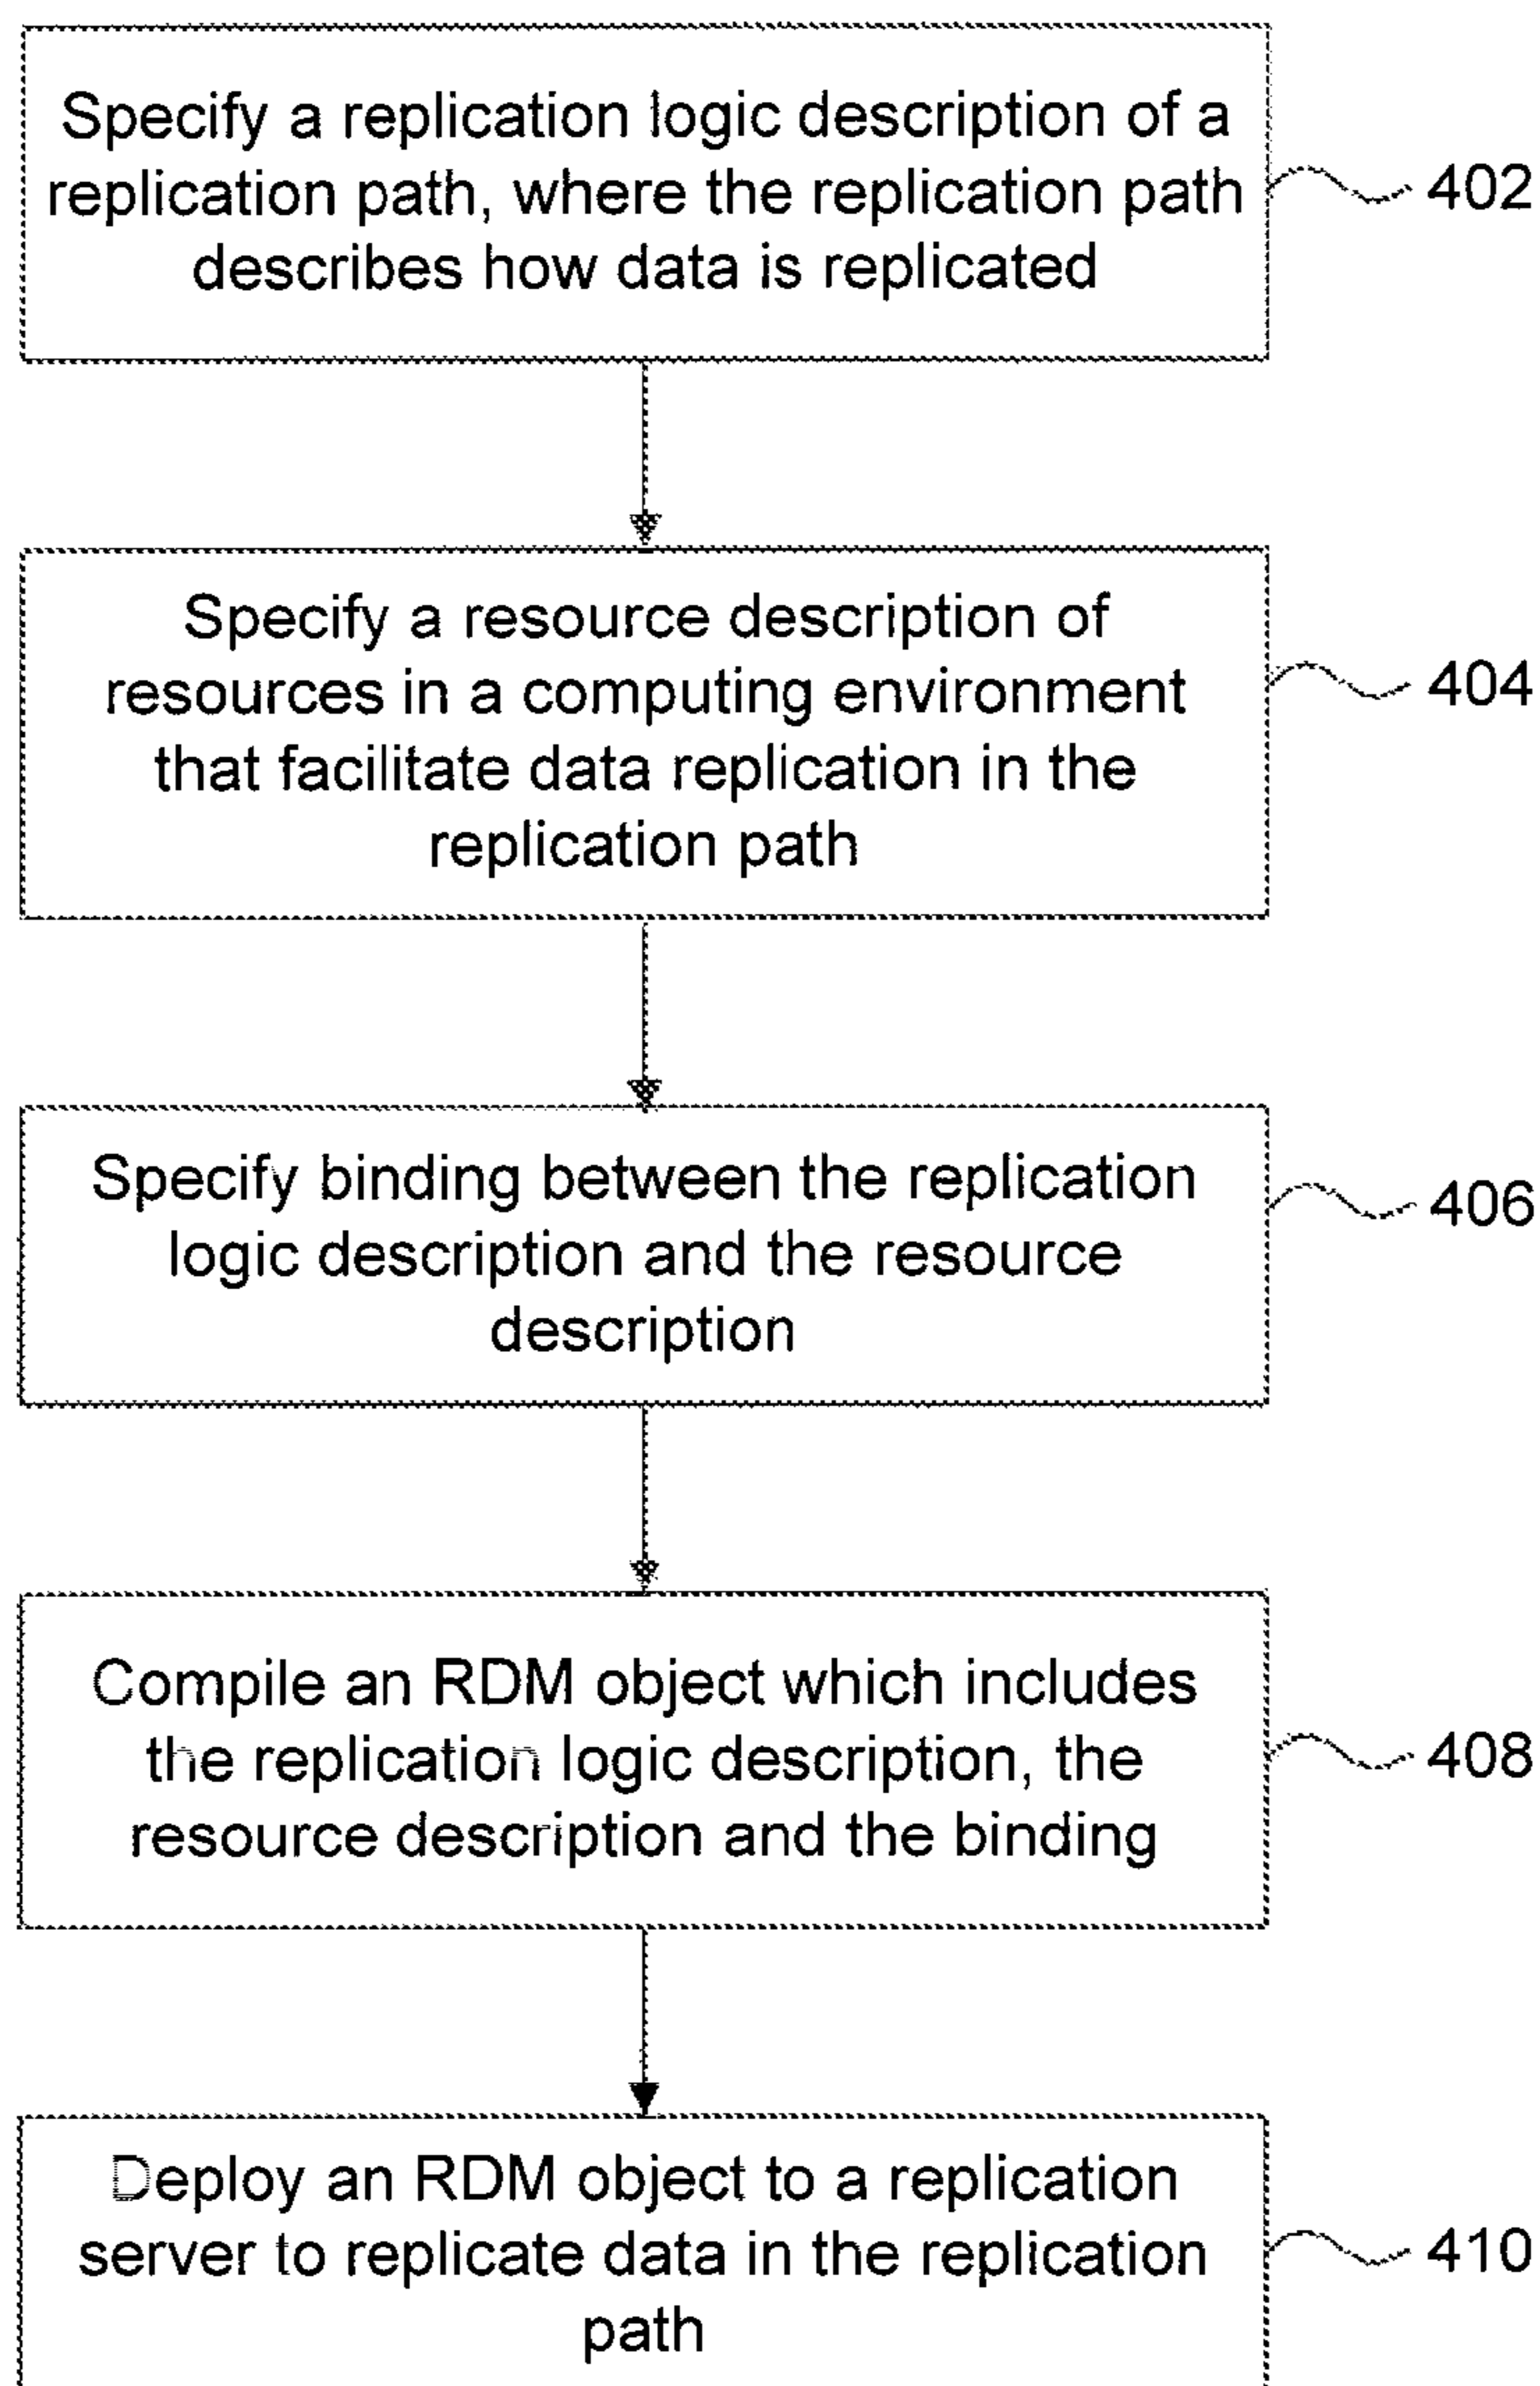 Specify a replication logic description of a
replication path, where the replication path
describes how data is replicated
402
Specify a resource description of
resources in a computing environment
that facilitate data replication in the
replication path
404
Specify binding between the replication
logic description and the resource
description
406
Compile an RDM object which includes
the replication logic description, the
resource description and the binding
408
Deploy an RDM object to a replication
server to replicate data in the replication
path
410